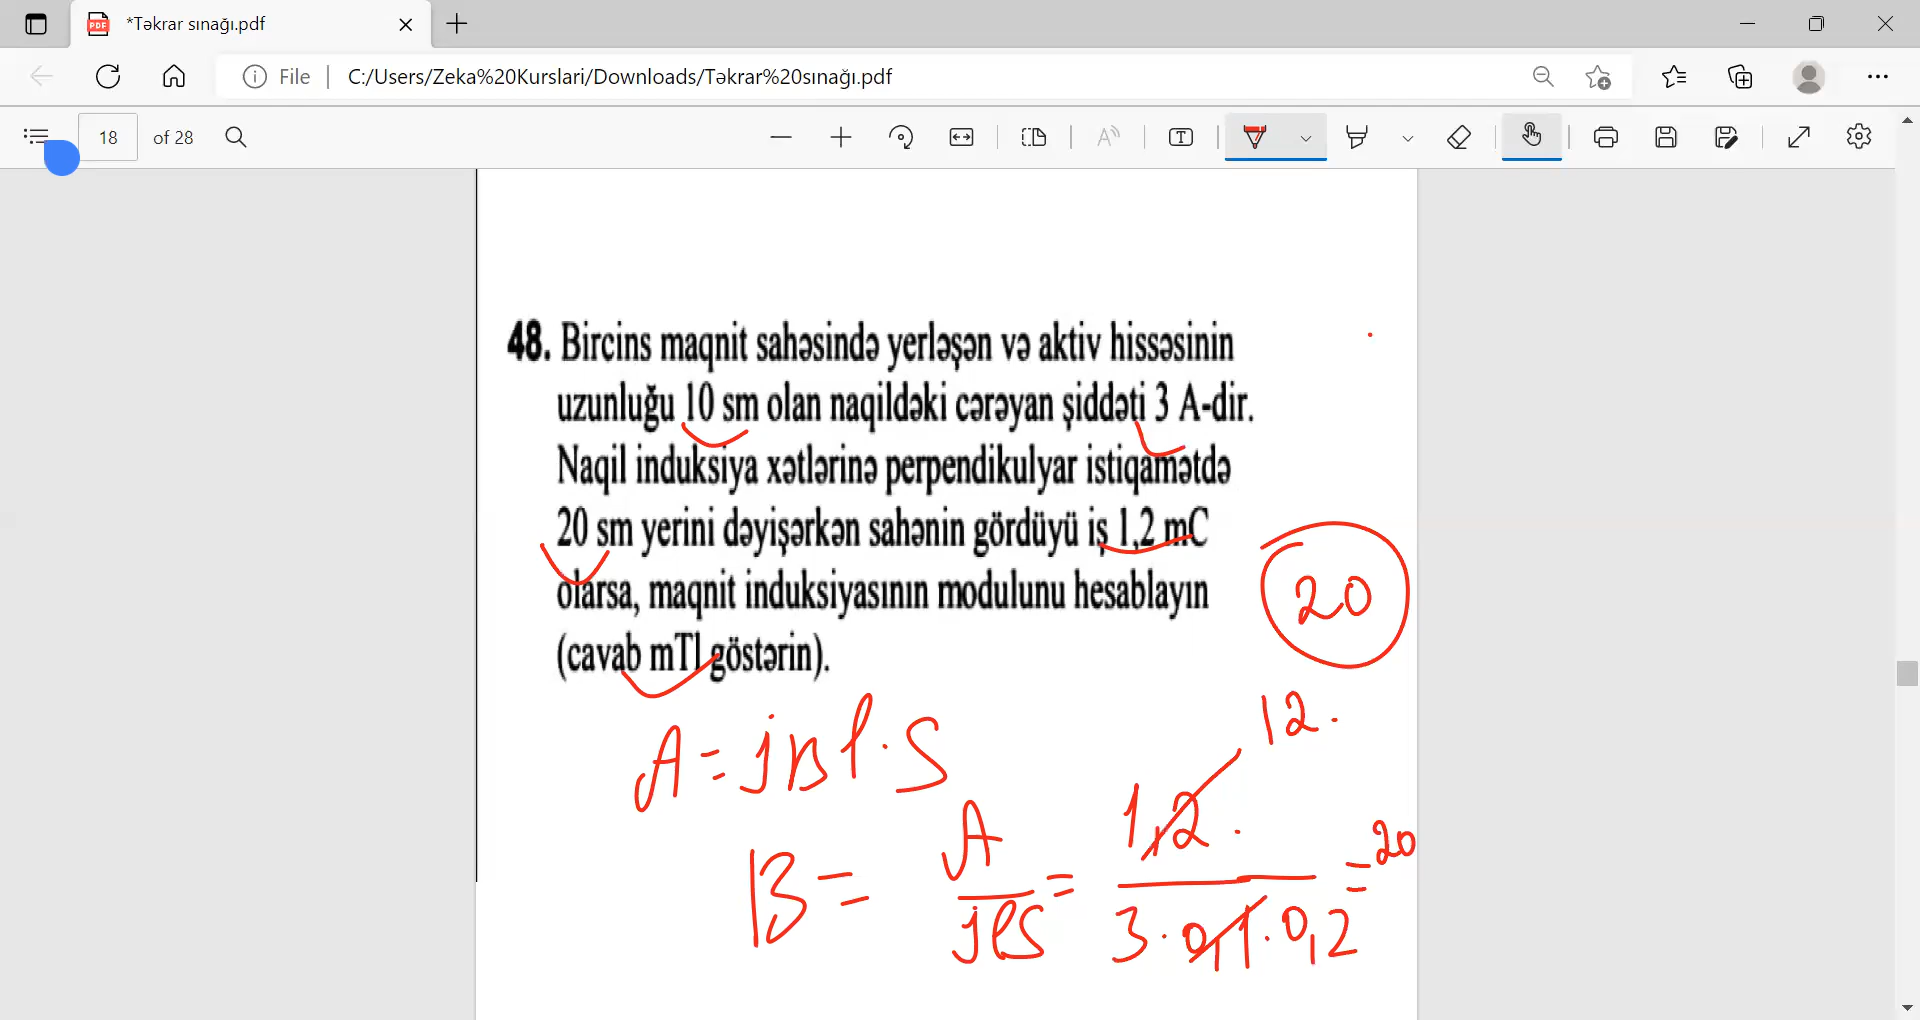 *Təkrar sınağı.pdf
File | C:/Users/Zeka%20Kurslari/Downloads/Təkrar%20sınağı.pdf
18 of 28
48. Bircins maqnit sahəsində yerləşən və aktiv hissəsinin
uzunluğu 10 sm olan naqildəki cərəyan şiddəti 3 A-dir.
Naqil induksiya xətlərinə perpendikulyar istiqamətdə
20 sm yerini dəyişərkən sahənin gördüyü iş 1,2 mC
olarsa, maqnit induksiyasının modulunu hesablayın
(cavab mTl göstərin).
20
A = jBl·S
12·
B = A/jlS = 1,2·/3·0,1·0,2 = 20